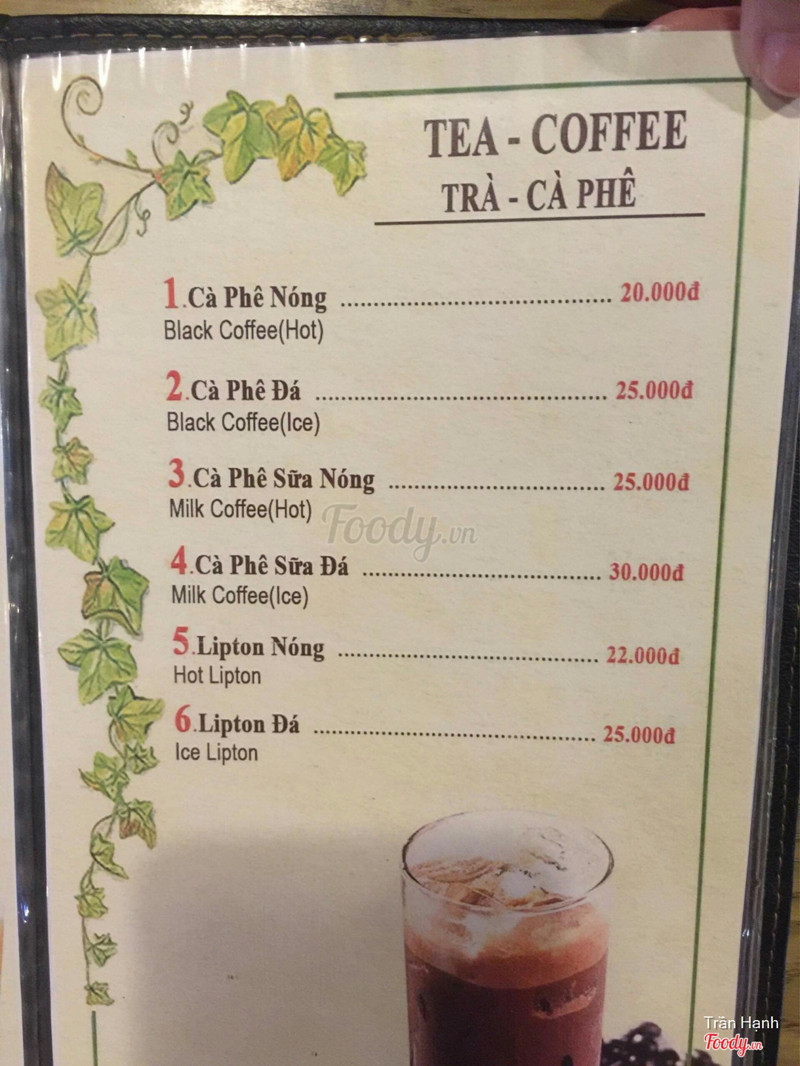 TEA - COFFEE
TRÀ - CÀ PHÊ
1.Cà Phê Nóng ........................................ 20.000đ
Black Coffee(Hot)
2.Cà Phê Đá ........................................ 25.000đ
Black Coffee(Ice)
3.Cà Phê Sữa Nóng ................................ 25.000đ
Milk Coffee(Hot)
Foody.vn
4.Cà Phê Sữa Đá ................................... 30.000đ
Milk Coffee(Ice)
5.Lipton Nóng ...................................... 22.000đ
Hot Lipton
6.Lipton Đá .......................................... 25.000đ
Ice Lipton
Trần Hạnh
Foody.vn